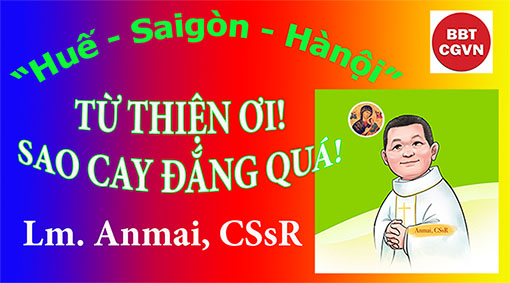 “Huế - Saigòn - Hànội”
BBT
CGVN
TỪ THIỆN ƠI!
SAO CAY ĐẮNG QUÁ!
Lm. Anmai, CSsR
Anmai, CSsR